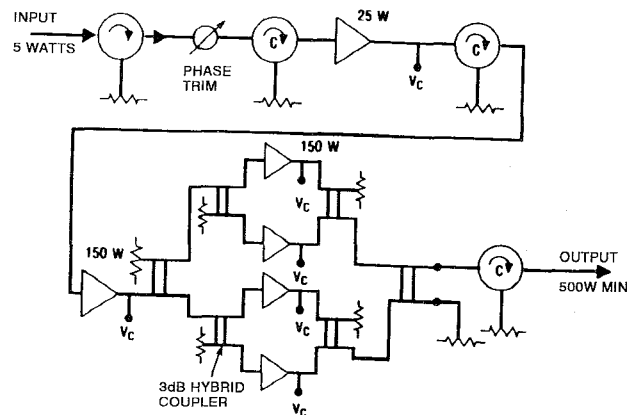 INPUT
5 WATTS
PHASE
TRIM
C
25 W
V_C
C
150 W
V_C
V_C
150 W
V_C
V_C
V_C
C
OUTPUT
500W MIN
3dB HYBRID
COUPLER